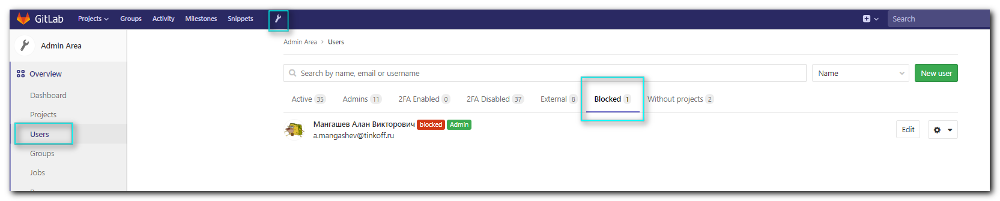 GitLab Projects Groups Activity Milestones Snippets Search
Admin Area
Overview
Dashboard
Projects
Users
Groups
Jobs
Admin Area › Users
Search by name, email or username Name New user
Active 35 Admins 11 2FA Enabled 0 2FA Disabled 37 External 8 Blocked 1 Without projects 2
Мангашев Алан Викторович blocked Admin
a.mangashev@tinkoff.ru
Edit